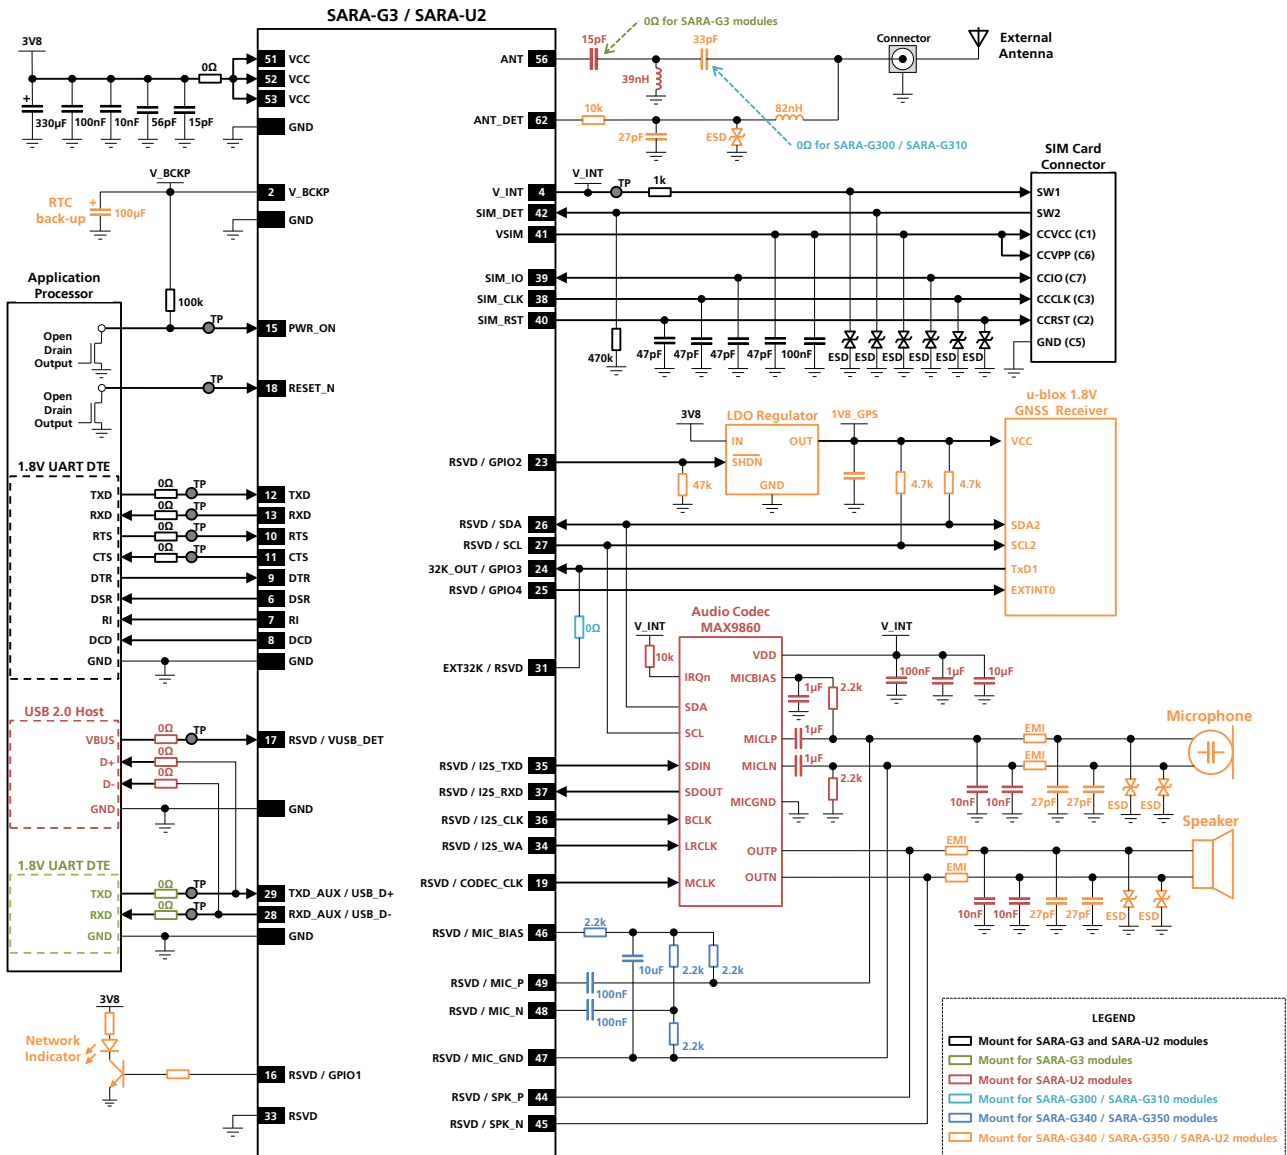 SARA-G3 / SARA-U2
3V8
0Ω
51 VCC
52 VCC
53 VCC
GND
+
330µF
100nF
10nF
56pF
15pF
V_BCKP
2 V_BCKP
GND
RTC
back-up
+
100µF
Application
Processor
100k
TP
15 PWR_ON
Open
Drain
Output
TP
18 RESET_N
Open
Drain
Output
1.8V UART DTE
TXD 0Ω TP 12 TXD
RXD 0Ω TP 13 RXD
RTS 0Ω TP 10 RTS
CTS 0Ω TP 11 CTS
DTR 9 DTR
DSR 6 DSR
RI 7 RI
DCD 8 DCD
GND GND
USB 2.0 Host
VBUS 0Ω TP 17 RSVD / VUSB_DET
D+ 0Ω
D- 0Ω
GND GND
1.8V UART DTE
TXD 0Ω TP 29 TXD_AUX / USB_D+
RXD 0Ω TP 28 RXD_AUX / USB_D-
GND GND
3V8
Network
Indicator
16 RSVD / GPIO1
33 RSVD
0Ω for SARA-G3 modules
ANT 56
15pF
33pF
39nH
Connector
External
Antenna
ANT_DET 62
10k
27pF
ESD
82nH
0Ω for SARA-G300 / SARA-G310
SIM Card
Connector
V_INT 4
V_INT
TP
1k
SW1
SIM_DET 42
SW2
VSIM 41
CCVCC (C1)
CCVPP (C6)
SIM_IO 39
CCIO (C7)
SIM_CLK 38
CCCLK (C3)
SIM_RST 40
CCRST (C2)
GND (C5)
470k
47pF
47pF
47pF
47pF
100nF
ESD
ESD
ESD
ESD
ESD
ESD
u-blox 1.8V
GNSS Receiver
3V8
LDO Regulator
1V8_GPS
IN
OUT
VCC
RSVD / GPIO2 23
SHDN
GND
47k
4.7k
4.7k
RSVD / SDA 26
SDA2
RSVD / SCL 27
SCL2
32K_OUT / GPIO3 24
TxD1
RSVD / GPIO4 25
EXTINT0
0Ω
EXT32K / RSVD 31
Audio Codec
MAX9860
V_INT
10k
IRQn
SDA
SCL
VDD
V_INT
100nF
1µF
10µF
MICBIAS
1µF
2.2k
MICLP
1µF
MICLN
1µF
2.2k
MICGND
RSVD / I2S_TXD 35
SDIN
RSVD / I2S_RXD 37
SDOUT
RSVD / I2S_CLK 36
BCLK
RSVD / I2S_WA 34
LRCLK
RSVD / CODEC_CLK 19
MCLK
OUTP
OUTN
Microphone
EMI
EMI
10nF
10nF
27pF
27pF
ESD
ESD
Speaker
EMI
EMI
10nF
10nF
27pF
27pF
ESD
ESD
RSVD / MIC_BIAS 46
2.2k
10uF
2.2k
2.2k
RSVD / MIC_P 49
100nF
RSVD / MIC_N 48
100nF
2.2k
RSVD / MIC_GND 47
RSVD / SPK_P 44
RSVD / SPK_N 45
LEGEND
Mount for SARA-G3 and SARA-U2 modules
Mount for SARA-G3 modules
Mount for SARA-U2 modules
Mount for SARA-G300 / SARA-G310 modules
Mount for SARA-G340 / SARA-G350 modules
Mount for SARA-G340 / SARA-G350 / SARA-U2 modules